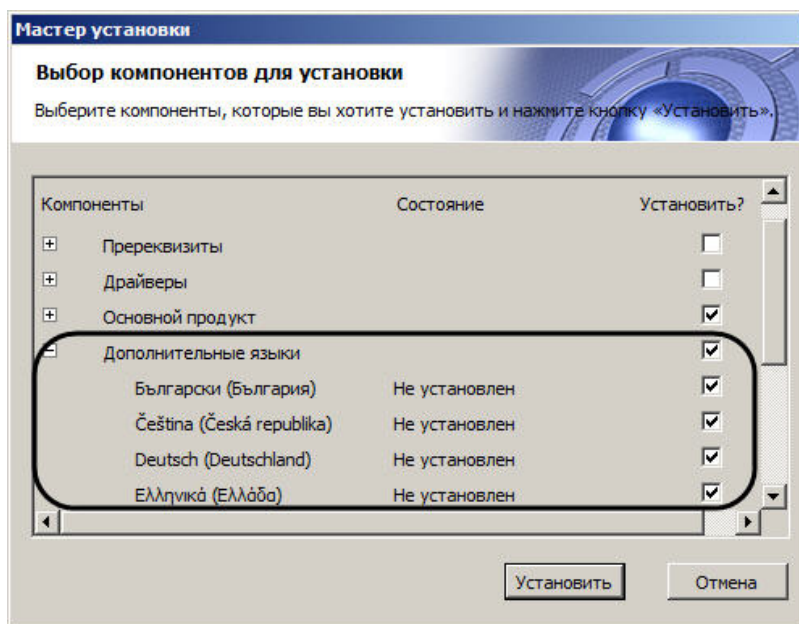 Мастер установки
Выбор компонентов для установки
Выберите компоненты, которые вы хотите установить и нажмите кнопку «Установить».
Компоненты Состояние Установить?
Пререквизиты
Драйверы
Основной продукт
Дополнительные языки
Български (България) Не установлен
Čeština (Česká republika) Не установлен
Deutsch (Deutschland) Не установлен
Ελληνικά (Ελλάδα) Не установлен
Установить Отмена